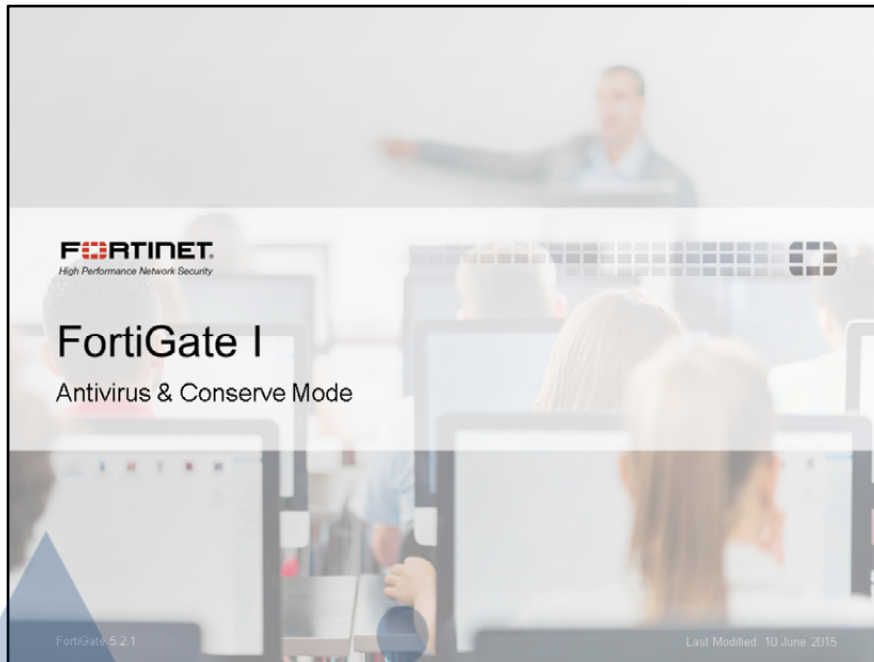 FORTINET.
High Performance Network Security
FortiGate I
Antivirus & Conserve Mode
FortiGate 5.2.1
Last Modified: 10 June 2015